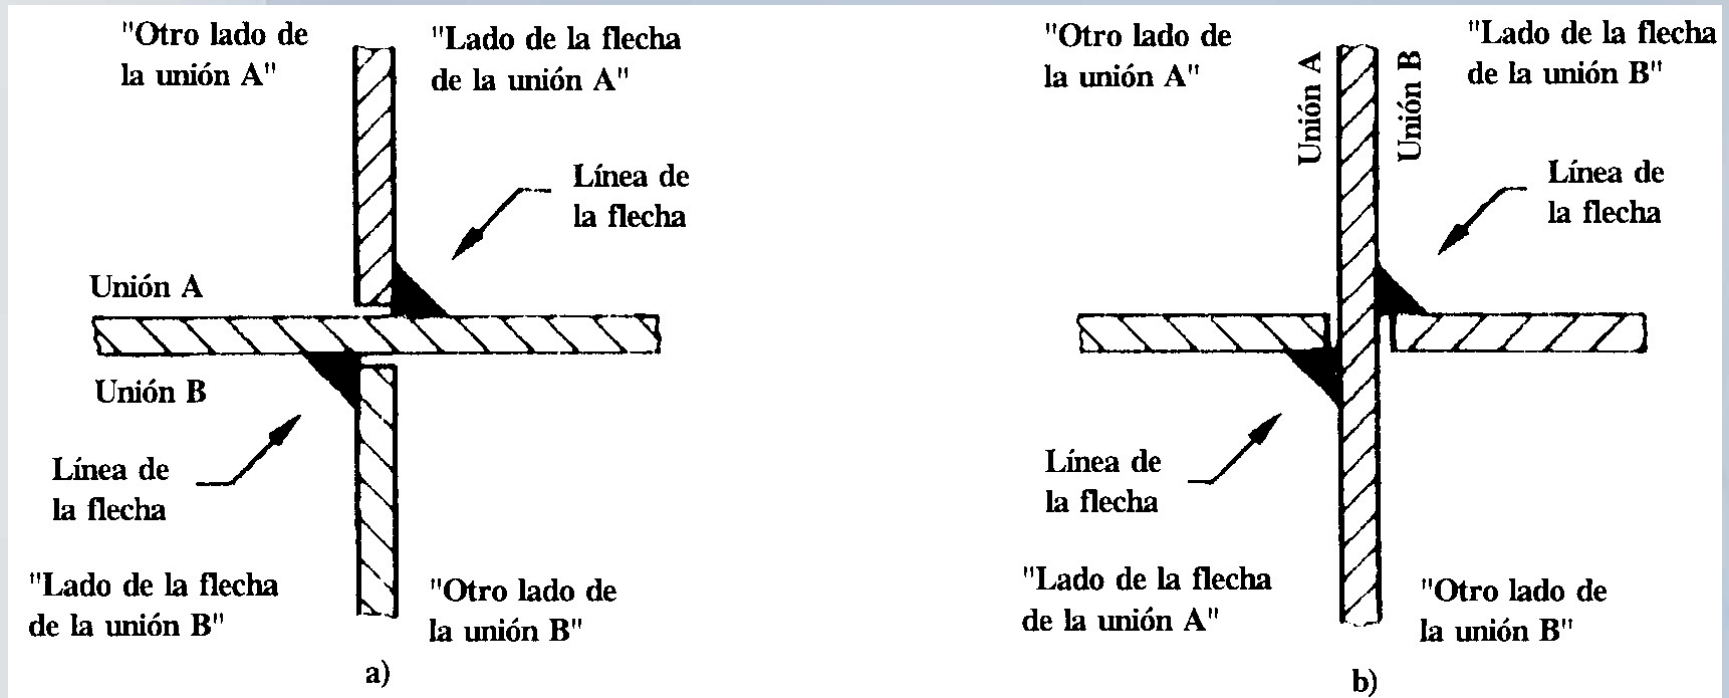 "Otro lado de
la unión A"
"Lado de la flecha
de la unión A"
Línea de
la flecha
Unión A
Unión B
Línea de
la flecha
"Lado de la flecha
de la unión B"
"Otro lado de
la unión B"
a)
"Otro lado de
la unión A"
Unión A
Unión B
"Lado de la flecha
de la unión B"
Línea de
la flecha
Línea de
la flecha
"Lado de la flecha
de la unión A"
"Otro lado de
la unión B"
b)